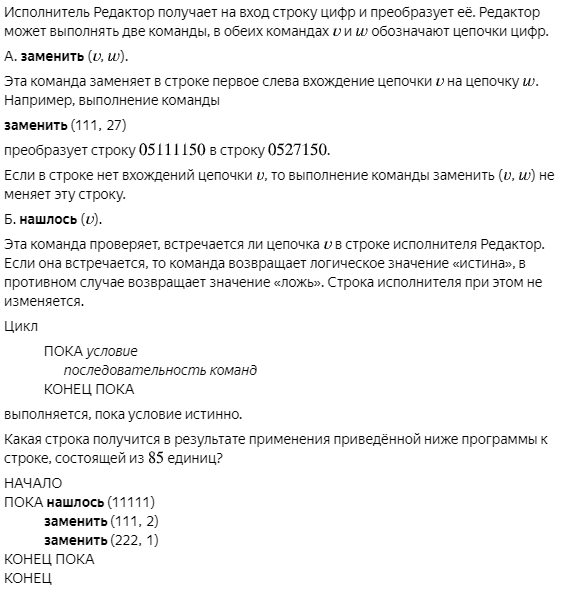 Исполнитель Редактор получает на вход строку цифр и преобразует её. Редактор
может выполнять две команды, в обеих командах v и w обозначают цепочки цифр.
А. заменить (v, w).
Эта команда заменяет в строке первое слева вхождение цепочки v на цепочку w.
Например, выполнение команды
заменить (111, 27)
преобразует строку 05111150 в строку 0527150.
Если в строке нет вхождений цепочки v, то выполнение команды заменить (v, w) не
меняет эту строку.
Б. нашлось (v).
Эта команда проверяет, встречается ли цепочка v в строке исполнителя Редактор.
Если она встречается, то команда возвращает логическое значение «истина», в
противном случае возвращает значение «ложь». Строка исполнителя при этом не
изменяется.
Цикл
ПОКА условие
последовательность команд
КОНЕЦ ПОКА
выполняется, пока условие истинно.
Какая строка получится в результате применения приведённой ниже программы к
строке, состоящей из 85 единиц?
НАЧАЛО
ПОКА нашлось (11111)
заменить (111, 2)
заменить (222, 1)
КОНЕЦ ПОКА
КОНЕЦ